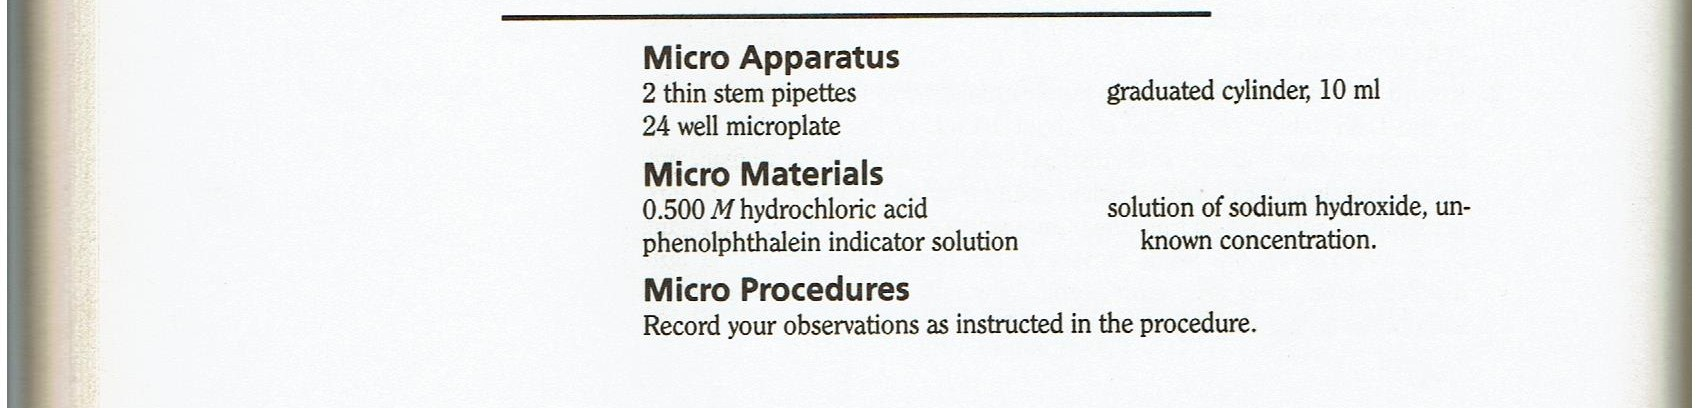 Micro Apparatus
2 thin stem pipettes
graduated cylinder, 10 ml
24 well microplate
Micro Materials
0.500 M hydrochloric acid
phenolphthalein indicator solution
solution of sodium hydroxide, un-
known concentration.
Micro Procedures
Record your observations as instructed in the procedure.